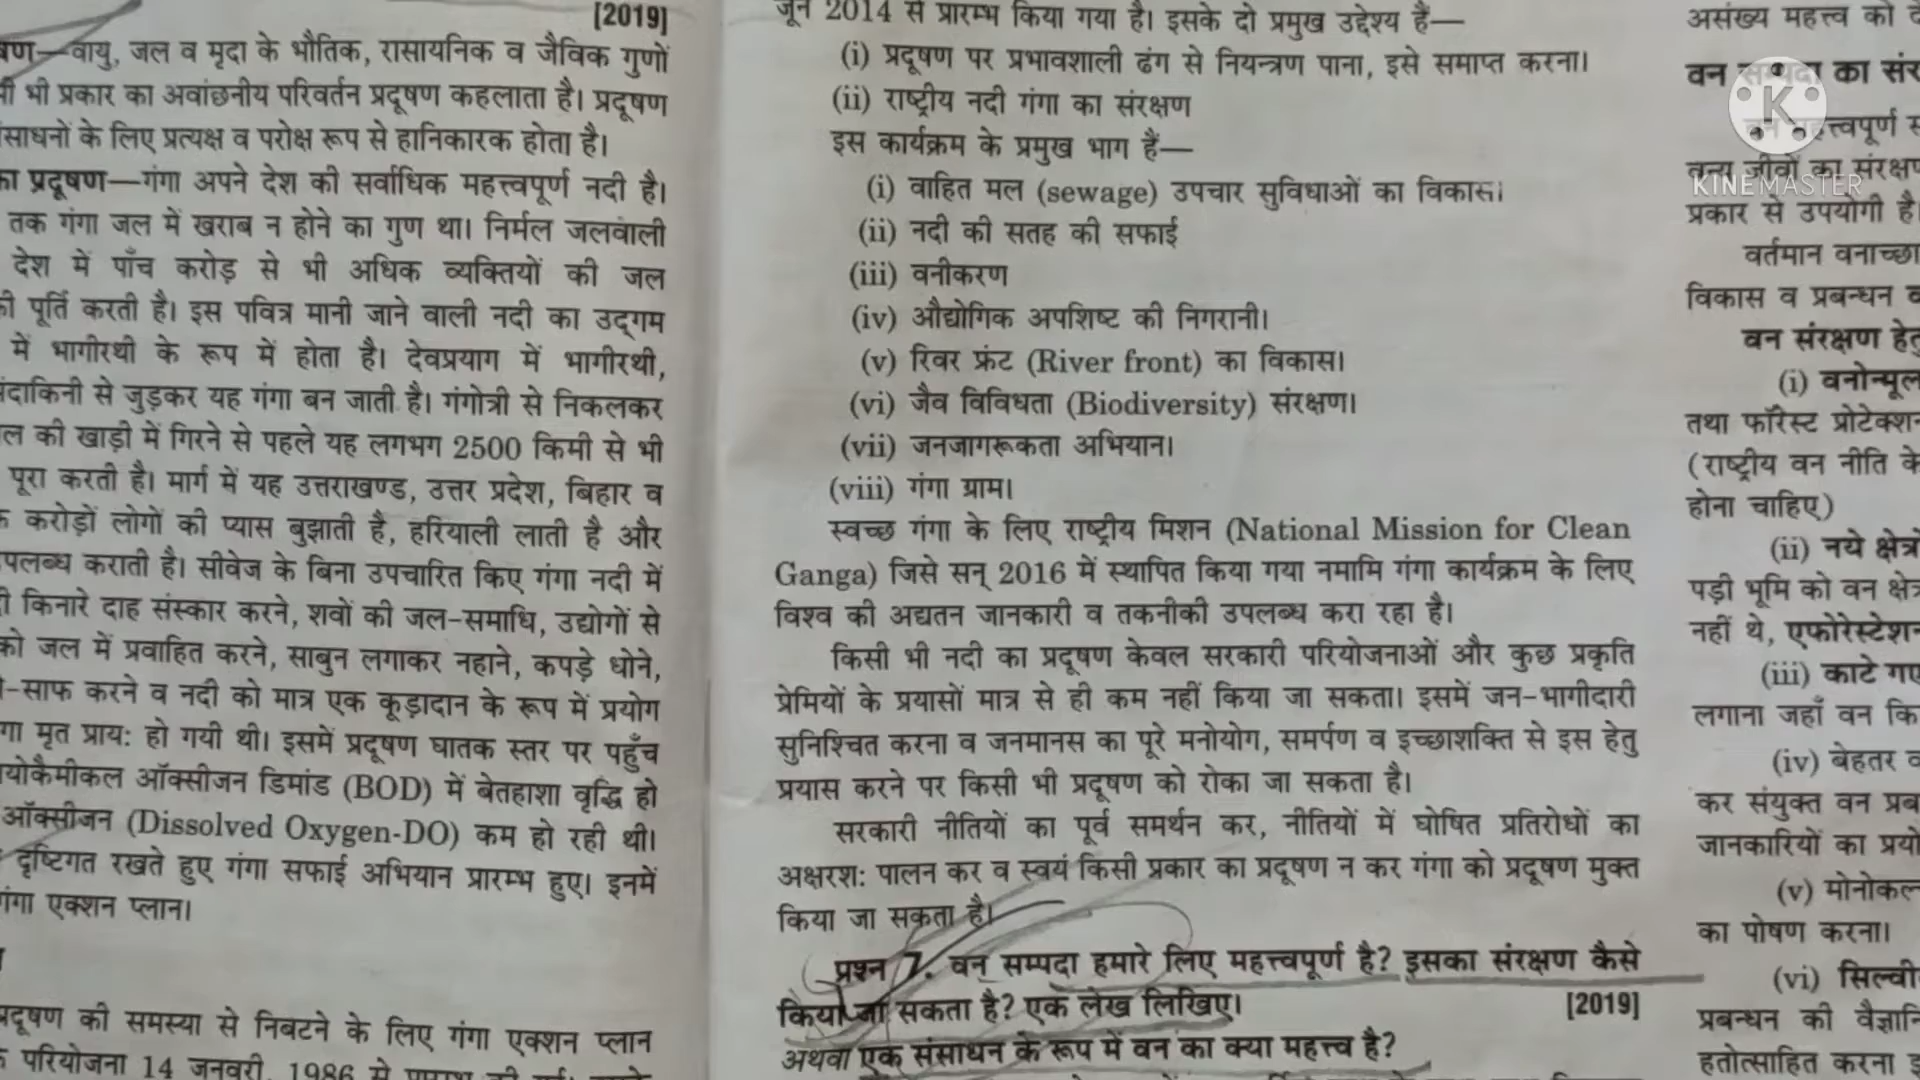 [2019]
वायु, जल व मृदा के भौतिक, रासायनिक व जैविक गुणों
भी प्रकार का अवांछनीय परिवर्तन प्रदूषण कहलाता है। प्रदूषण
के लिए प्रत्यक्ष व परोक्ष रूप से हानिकारक होता है।
प्रदूषण—गंगा अपने देश की सर्वाधिक महत्त्वपूर्ण नदी है।
तक गंगा जल में खराब न होने का गुण था। निर्मल जलवाली
देश में पाँच करोड़ से भी अधिक व्यक्तियों की जल
पूर्ति करती है। इस पवित्र मानी जाने वाली नदी का उद्गम
में भागीरथी के रूप में होता है। देवप्रयाग में भागीरथी,
से जुड़कर यह गंगा बन जाती है। गंगोत्री से निकलकर
की खाड़ी में गिरने से पहले यह लगभग 2500 किमी से भी
पूरा करती है। मार्ग में यह उत्तराखण्ड, उत्तर प्रदेश, बिहार व
करोड़ों लोगों की प्यास बुझाती है, हरियाली लाती है और
कराती है। सीवेज के बिना उपचारित किए गंगा नदी में
किनारे दाह संस्कार करने, शवों की जल-समाधि, उद्योगों से
को जल में प्रवाहित करने, साबुन लगाकर नहाने, कपड़े धोने,
-साफ करने व नदी को मात्र एक कूड़ादान के रूप में प्रयोग
मृत प्राय: हो गयी थी। इसमें प्रदूषण घातक स्तर पर पहुँच
ऑक्सीजन डिमांड (BOD) में बेतहाशा वृद्धि हो
ऑक्सीजन (Dissolved Oxygen-DO) कम हो रही थी।
दृष्टिगत रखते हुए गंगा सफाई अभियान प्रारम्भ हुए। इनमें
गंगा एक्शन प्लान।
की समस्या से निबटने के लिए गंगा एक्शन प्लान
परियोजना 14 जनवरी, 1986 से
जून 2014 से प्रारम्भ किया गया है। इसके दो प्रमुख उद्देश्य हैं—
(i) प्रदूषण पर प्रभावशाली ढंग से नियन्त्रण पाना, इसे समाप्त करना।
(ii) राष्ट्रीय नदी गंगा का संरक्षण
इस कार्यक्रम के प्रमुख भाग हैं—
(i) वाहित मल (sewage) उपचार सुविधाओं का विकास।
(ii) नदी की सतह की सफाई
(iii) वनीकरण
(iv) औद्योगिक अपशिष्ट की निगरानी।
(v) रिवर फ्रंट (River front) का विकास।
(vi) जैव विविधता (Biodiversity) संरक्षण।
(vii) जनजागरूकता अभियान।
(viii) गंगा ग्राम।
स्वच्छ गंगा के लिए राष्ट्रीय मिशन (National Mission for Clean
Ganga) जिसे सन् 2016 में स्थापित किया गया नमामि गंगा कार्यक्रम के लिए
विश्व की अद्यतन जानकारी व तकनीकी उपलब्ध करा रहा है।
किसी भी नदी का प्रदूषण केवल सरकारी परियोजनाओं और कुछ प्रकृति
प्रेमियों के प्रयासों मात्र से ही कम नहीं किया जा सकता। इसमें जन-भागीदारी
सुनिश्चित करना व जनमानस का पूरे मनोयोग, समर्पण व इच्छाशक्ति से इस हेतु
प्रयास करने पर किसी भी प्रदूषण को रोका जा सकता है।
सरकारी नीतियों का पूर्व समर्थन कर, नीतियों में घोषित प्रतिरोधों का
अक्षरश: पालन कर व स्वयं किसी प्रकार का प्रदूषण न कर गंगा को प्रदूषण मुक्त
किया जा सकता है।
प्रश्न 7. वन सम्पदा हमारे लिए महत्त्वपूर्ण है? इसका संरक्षण कैसे
किया जा सकता है? एक लेख लिखिए। [2019]
अथवा एक संसाधन के रूप में वन का क्या महत्त्व है?
असंख्य महत्त्व को
वन सम्पदा का
महत्त्वपूर्ण
जीवों का
K
KINEMASTER
प्रकार से उपयोगी है।
वर्तमान
विकास व प्रबन्धन
वन संरक्षण हेतु
(i)
तथा फॉरेस्ट
(राष्ट्रीय वन नीति के
होना चाहिए)
(ii) नये
पड़ी भूमि को वन
नहीं थे,
(iii) काटे गए
लगाना जहाँ वन
(iv) बेहतर
कर संयुक्त वन
जानकारियों का
(v)
का पोषण करना।
(vi)
प्रबन्धन की
हतोत्साहित करना